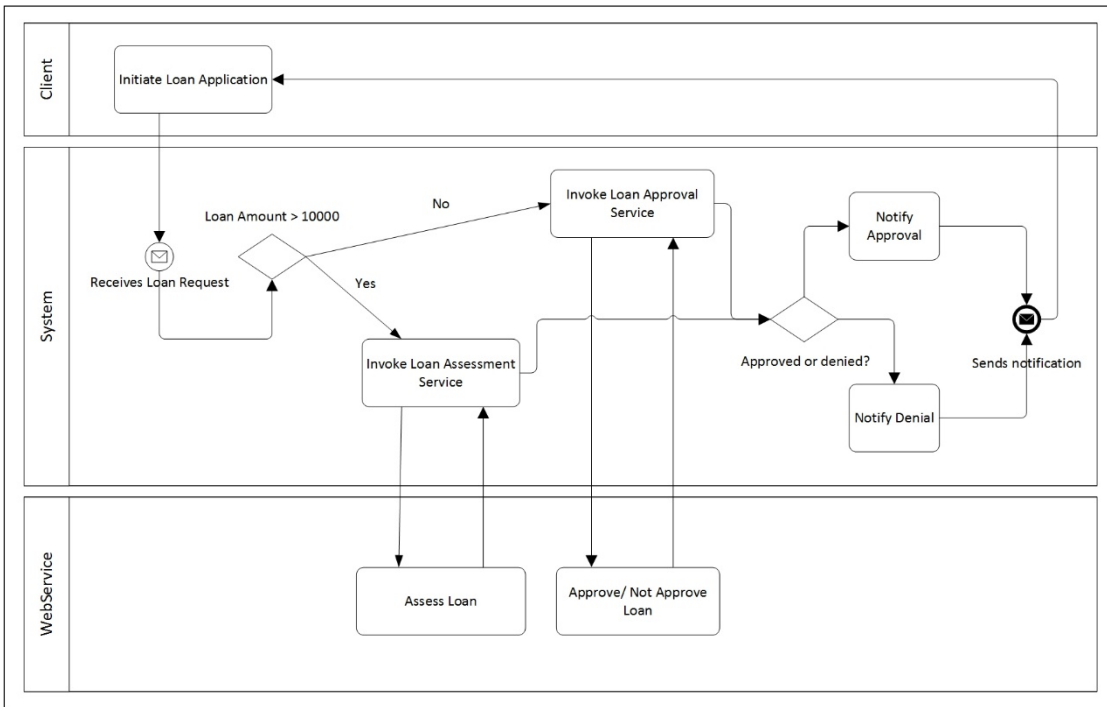 Client
Initiate Loan Application
System
Receives Loan Request
Loan Amount > 10000
No
Yes
Invoke Loan Approval
Service
Invoke Loan Assessment
Service
Approved or denied?
Notify
Approval
Notify Denial
Sends notification
WebService
Assess Loan
Approve/ Not Approve
Loan